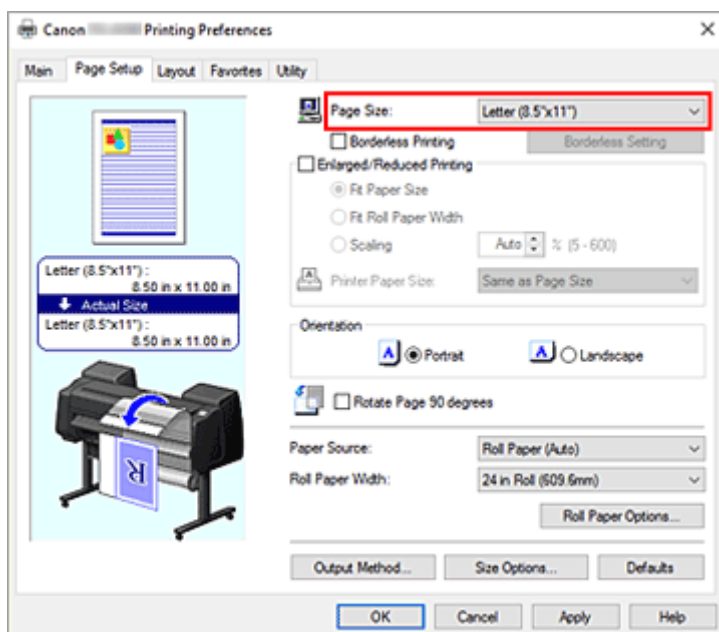 Canon Printing Preferences
Main Page Setup Layout Favorites Utility
Page Size: Letter (8.5"x11")
Borderless Printing Borderless Setting
Enlarged/Reduced Printing
Fit Paper Size
Fit Roll Paper Width
Scaling Auto % (5 - 600)
Printer Paper Size: Same as Page Size
Letter (8.5"x11") :
8.50 in x 11.00 in
Actual Size
Letter (8.5"x11") :
8.50 in x 11.00 in
Orientation
A Portrait A Landscape
Rotate Page 90 degrees
R
Paper Source: Roll Paper (Auto)
Roll Paper Width: 24 in Roll (609.6mm)
Roll Paper Options...
Output Method... Size Options... Defaults
OK Cancel Apply Help